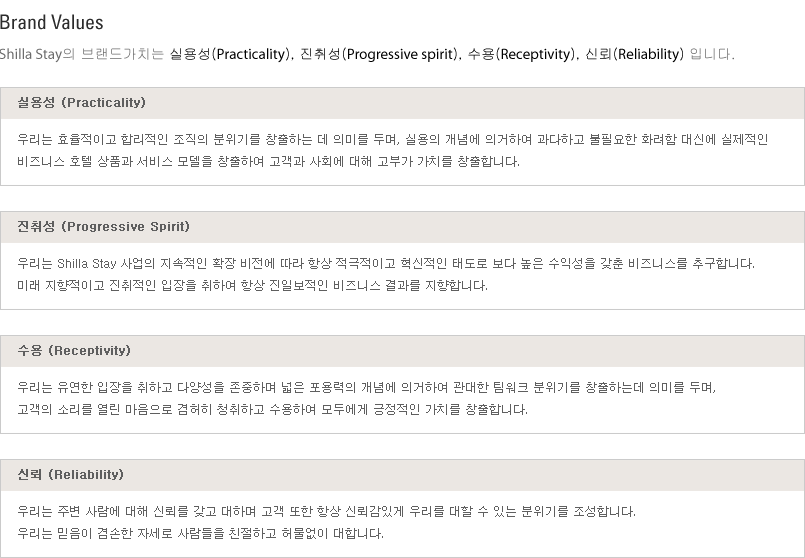 Brand Values
Shilla Stay의 브랜드가치는 실용성(Practicality), 진취성(Progressive spirit), 수용(Receptivity), 신뢰(Reliability) 입니다.
실용성 (Practicality)
우리는 효율적이고 합리적인 조직의 분위기를 창출하는 데 의미를 두며, 실용의 개념에 의거하여 과다하고 불필요한 화려함 대신에 실제적인
비즈니스 호텔 상품과 서비스 모델을 창출하여 고객과 사회에 대해 고부가 가치를 창출합니다.
진취성 (Progressive Spirit)
우리는 Shilla Stay 사업의 지속적인 확장 비전에 따라 항상 적극적이고 혁신적인 태도로 보다 높은 수익성을 갖춘 비즈니스를 추구합니다.
미래 지향적이고 진취적인 입장을 취하여 항상 진일보적인 비즈니스 결과를 지향합니다.
수용 (Receptivity)
우리는 유연한 입장을 취하고 다양성을 존중하며 넓은 포용력의 개념에 의거하여 관대한 팀워크 분위기를 창출하는데 의미를 두며,
고객의 소리를 열린 마음으로 겸허히 청취하고 수용하여 모두에게 긍정적인 가치를 창출합니다.
신뢰 (Reliability)
우리는 주변 사람에 대해 신뢰를 갖고 대하며 고객 또한 항상 신뢰감있게 우리를 대할 수 있는 분위기를 조성합니다.
우리는 믿음이 겸손한 자세로 사람들을 친절하고 허물없이 대합니다.